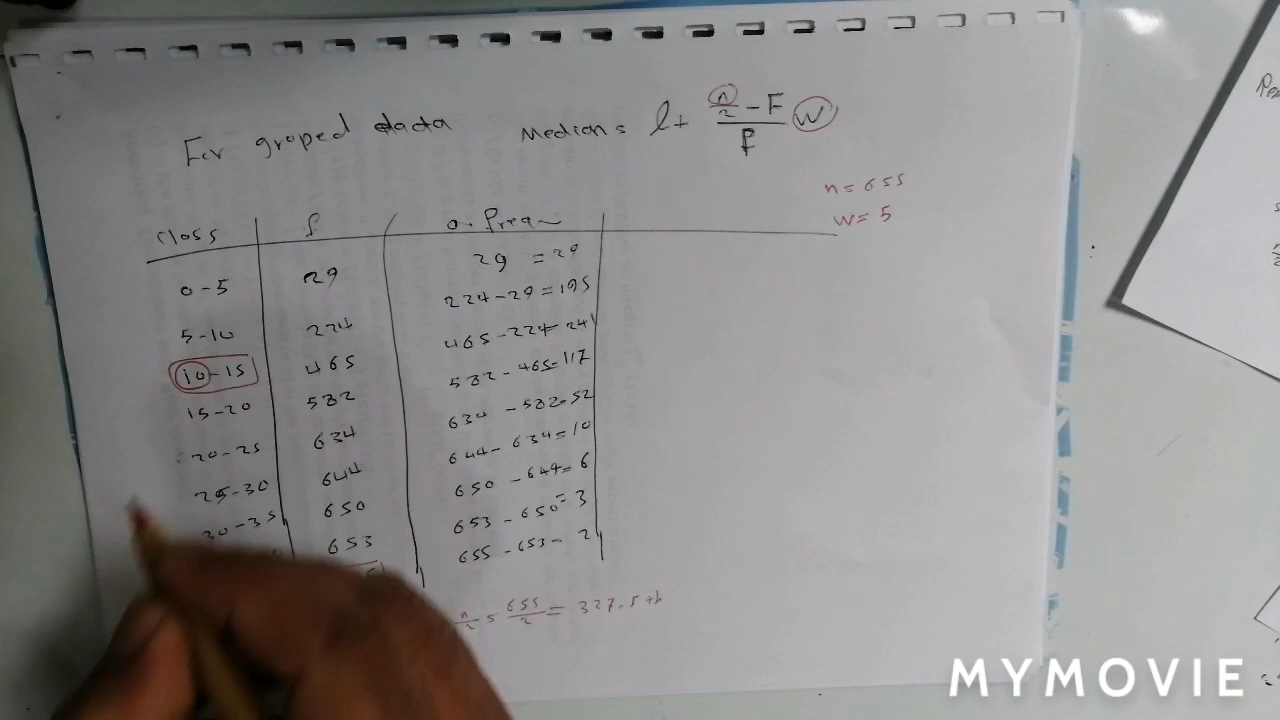 For groped data Median = l + n/2 - F / f W
n = 655
W = 5
Class f o. freq
0-5 29 29 = 29
5-10 224 224-29=195
10-15 465 465-224=241
15-20 582 582-465=117
20-25 634 634-582=52
25-30 644 644-634=10
30-35 650 650-644=6
653 653-650=3
655-653=2
n/2 = 655/2 = 327.5th
MYMOVIE